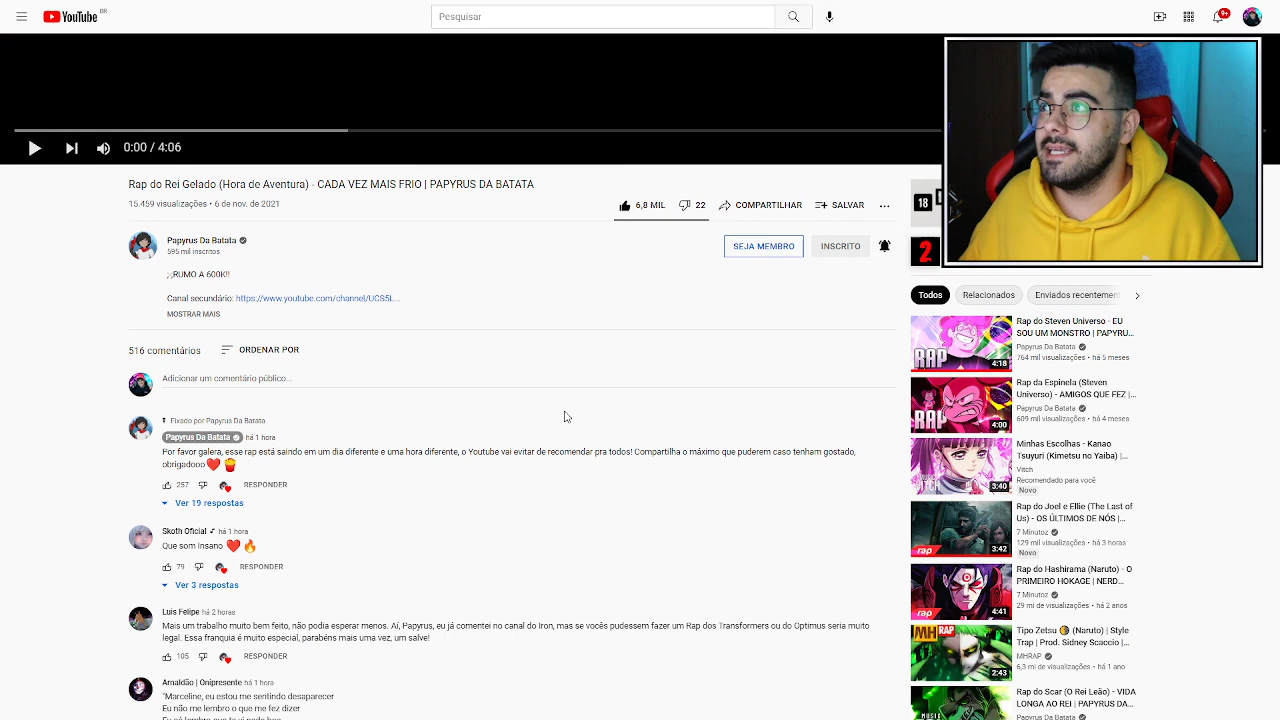 YouTube BR
Pesquisar
9+
0:00 / 4:06
Rap do Rei Gelado (Hora de Aventura) - CADA VEZ MAIS FRIO | PAPYRUS DA BATATA
15.459 visualizações • 6 de nov. de 2021
6,8 MIL
22
COMPARTILHAR
SALVAR
Papyrus Da Batata
595 mil inscritos
SEJA MEMBRO
INSCRITO
; ;RUMO A 600K!!
Canal secundário: https://www.youtube.com/channel/UCS5L...
MOSTRAR MAIS
516 comentários
ORDENAR POR
Adicionar um comentário público...
Fixado por Papyrus Da Batata
Papyrus Da Batata há 1 hora
Por favor galera, esse rap está saindo en um dia diferente e uma hora diferente, o Youtube vai evitar de recomendar pra todos! Compartilha o máximo que puderem caso tenham gostado,
obrigadooo❤️🍟
257
RESPONDER
Ver 19 respostas
Skoth Oficial há 1 hora
Que som Insano ❤️🔥
79
RESPONDER
Ver 3 respostas
Luis Felipe há 2 horas
Mais um trabalho muito bem feito, não podia esperar menos. Aí, Papyrus, eu já comentei no canal do Iron, mas se vocês pudessem fazer um Rap dos Transformers ou do Optimus seria muito
legal. Essa franquia é muito especial, parabéns mais uma vez, um salve!
105
RESPONDER
Arnaldão | Onipresente há 1 hora
"Marceline, eu estou me sentindo desaparecer
Eu não me lembro o que me fez dizer
18
2
Todos
Relacionados
Enviados recentement
RAP
4:18
Rap do Steven Universo - EU
SOU UM MONSTRO | PAPYRU...
Papyrus Da Batata
764 mil visualizações • há 5 meses
RAP
4:00
Rap da Espinela (Steven
Universo) - AMIGOS QUE FEZ |...
Papyrus Da Batata
609 mil visualizações • há 4 meses
3:40
Minhas Escolhas - Kanao
Tsuyuri (Kimetsu no Yaiba) |...
Vitch
Recomendado para você
Novo
rap
3:42
Rap do Joel e Ellie (The Last of
Us) - OS ÚLTIMOS DE NÓS |...
7 Minutoz
129 mil visualizações • há 3 horas
Novo
rap
4:41
Rap do Hashirama (Naruto) - O
PRIMEIRO HOKAGE | NERD...
7 Minutoz
29 mi de visualizações • há 2 anos
MH RAP
2:43
Tipo Zetsu 🌗 (Naruto) | Style
Trap | Prod. Sidney Scaccio |...
MHRAP
6,3 mi de visualizações • há 1 ano
Rap do Scar (O Rei Leão) - VIDA
LONGA AO REI | PAPYRUS DA...
Papyrus Da Batata